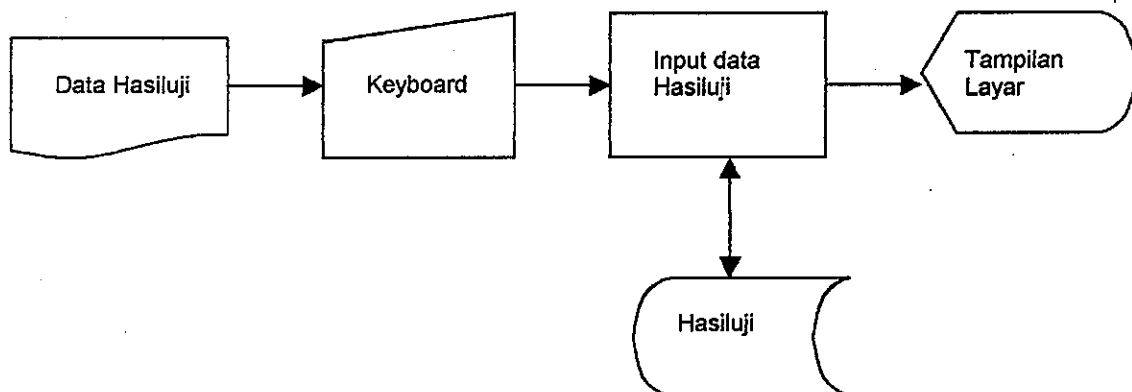 Data Hasiluji
Keyboard
Input data
Hasiluji
Tampilan
Layar
Hasiluji